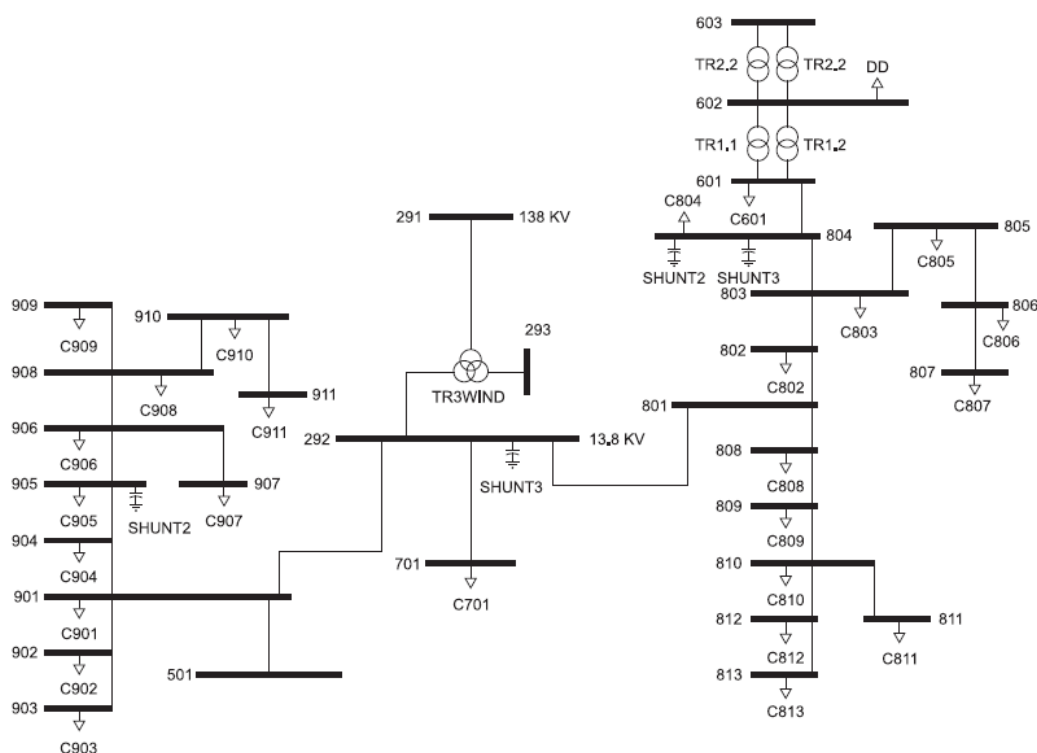 603
TR2.2 TR2.2
DD
602
TR1.1 TR1.2
601
C804
C601
291 138 KV
804
805
SHUNT2 SHUNT3
C805
803
909
910
293
C803
806
C909
C910
C806
802
908
TR3WIND
C802
807
C908
911
C807
801
C911
906
292 13.8 KV
C906
808
905
907
SHUNT3
C808
C905
C907
809
SHUNT2
904
C809
C904
701
810
901
C701
C810
C901
812
811
902
C812
C811
C902
501
813
903
C813
C903